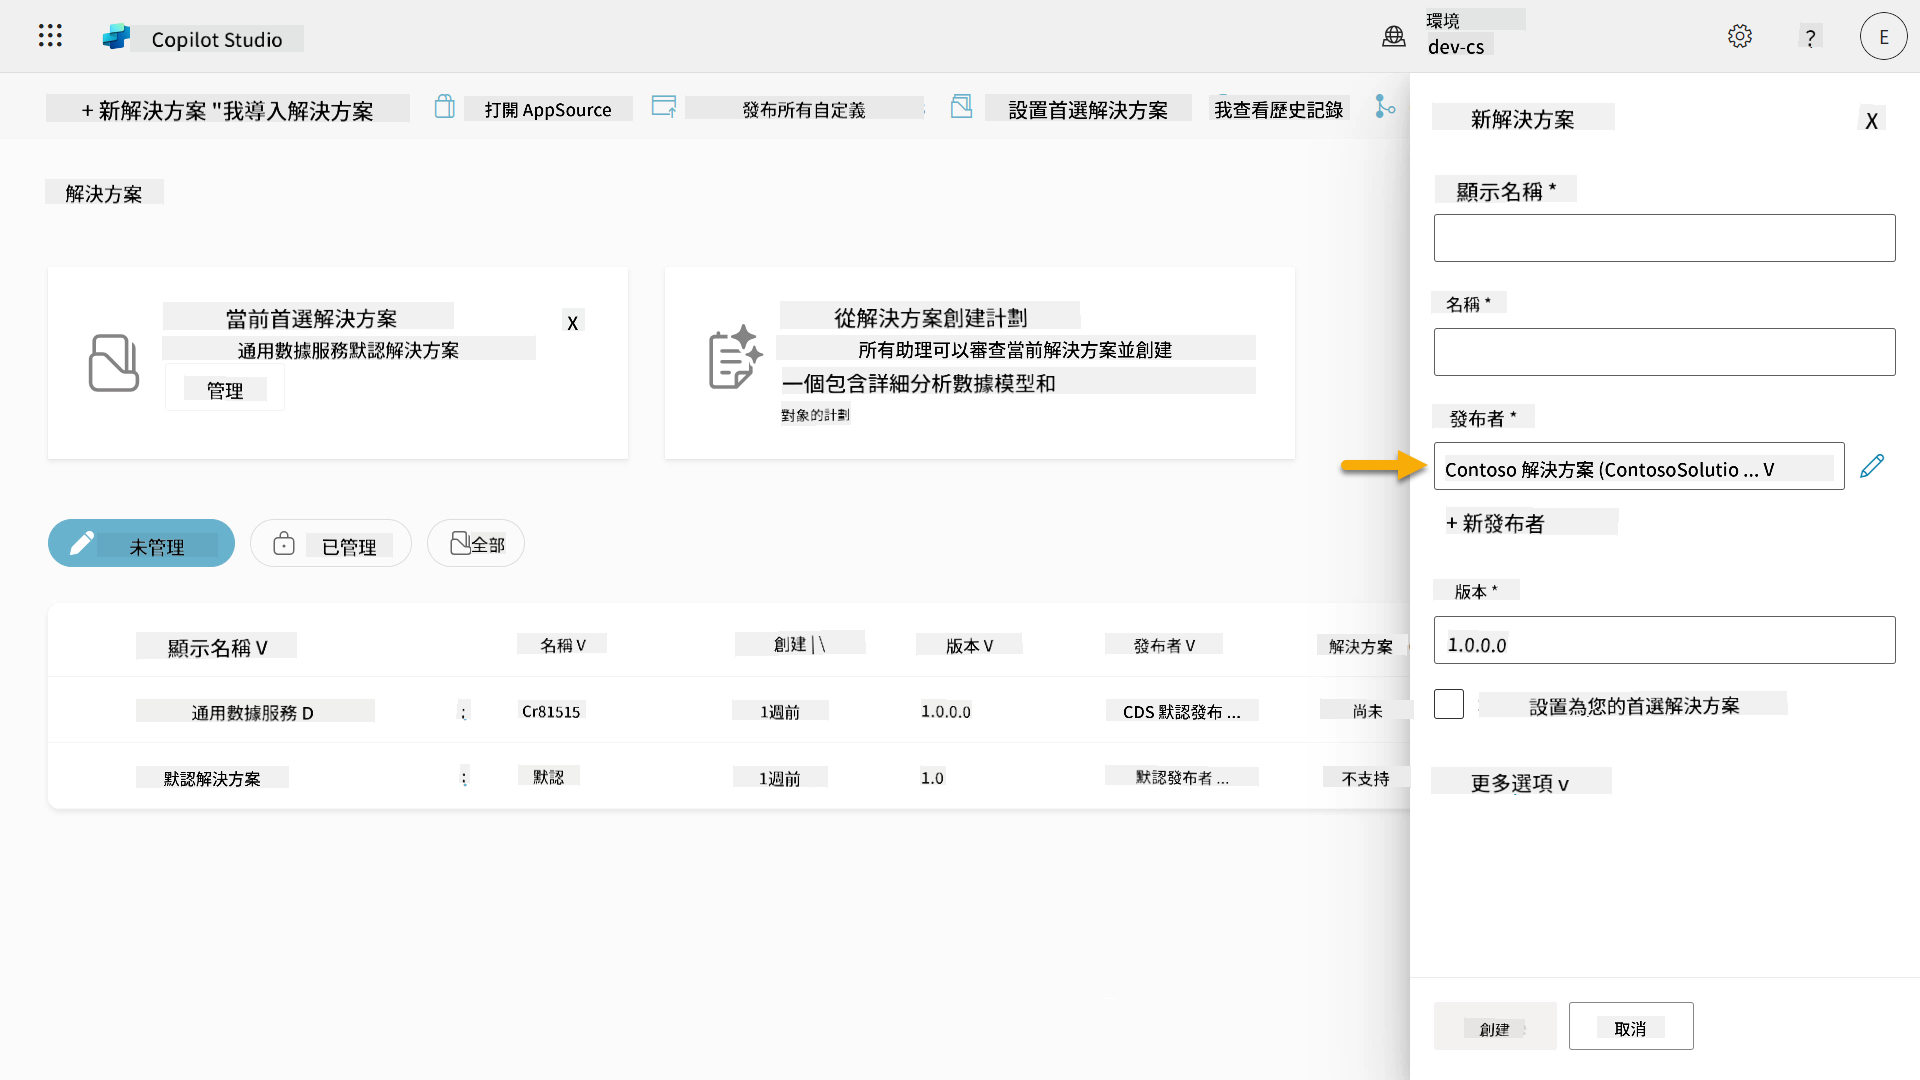 Copilot Studio
環境
dev-cs
?
E
+ 新解決方案 "我導入解決方案
打開 AppSource
發布所有自定義
設置首選解決方案
我查看歷史記錄
解決方案
當前首選解決方案
X
通用數據服務默認解決方案
管理
從解決方案創建計劃
所有助理可以審查當前解決方案並創建
一個包含詳細分析數據模型和
對象的計劃
未管理
已管理
全部
顯示名稱 V
名稱 V
創建 | \
版本 V
發布者 V
解決方案
通用數據服務 D
:
Cr81515
1週前
1.0.0.0
CDS 默認發布 ...
尚未
默認解決方案
:
默認
1週前
1.0
默認發布者 ...
不支持
新解決方案
X
顯示名稱 *
名稱 *
發布者 *
Contoso 解決方案 (ContosoSolutio ... V
+ 新發布者
版本 *
1.0.0.0
設置為您的首選解決方案
更多選項 v
創建
取消